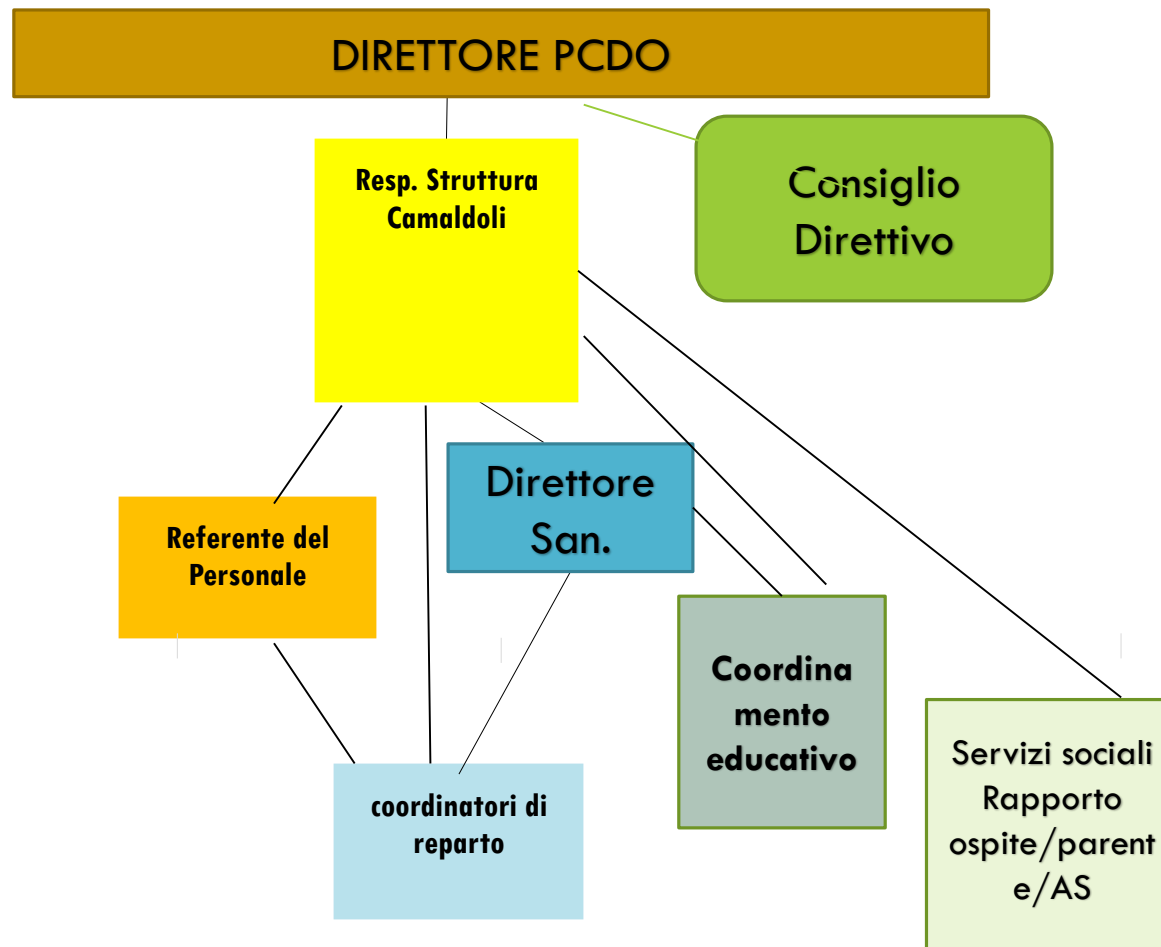 DIRETTORE PCDO
Resp. Struttura
Camaldoli
Consiglio
Direttivo
Direttore
San.
Referente del
Personale
Coordina
mento
educativo
Servizi sociali
Rapporto
ospite/parent
e/AS
coordinatori di
reparto